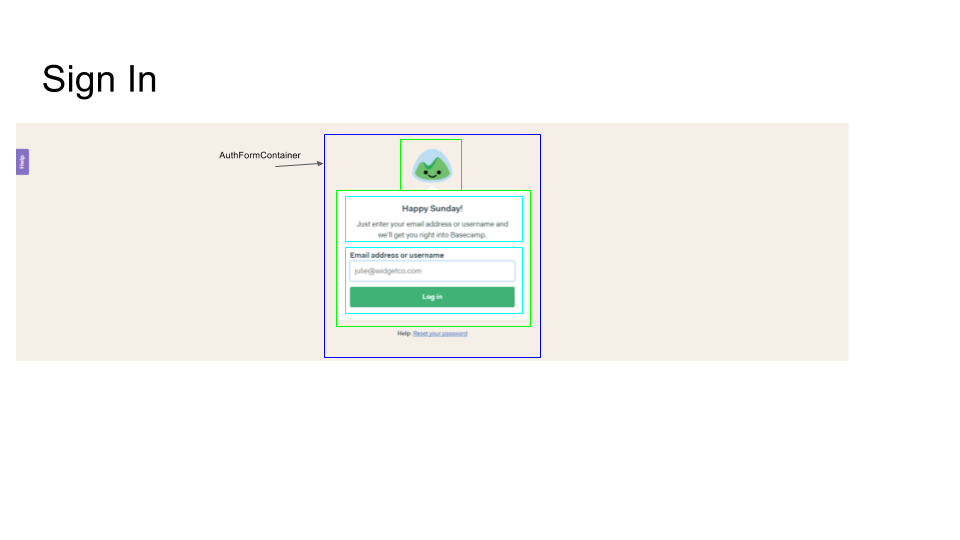 Sign In
AuthFormContainer
Help
Happy Sunday!
Just enter your email address or username and
we'll get you right into Basecamp.
Email address or username
julie@widgetco.com
Log in
Help: Reset your password